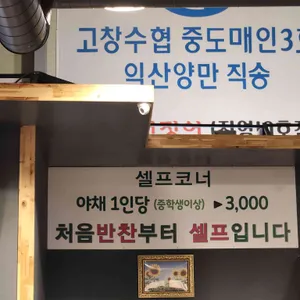 고창수협 중도매인3호
익산양만 직송
셀프코너
야채 1인당 (중학생이상) ▶3,000
처음반찬부터 셀프입니다